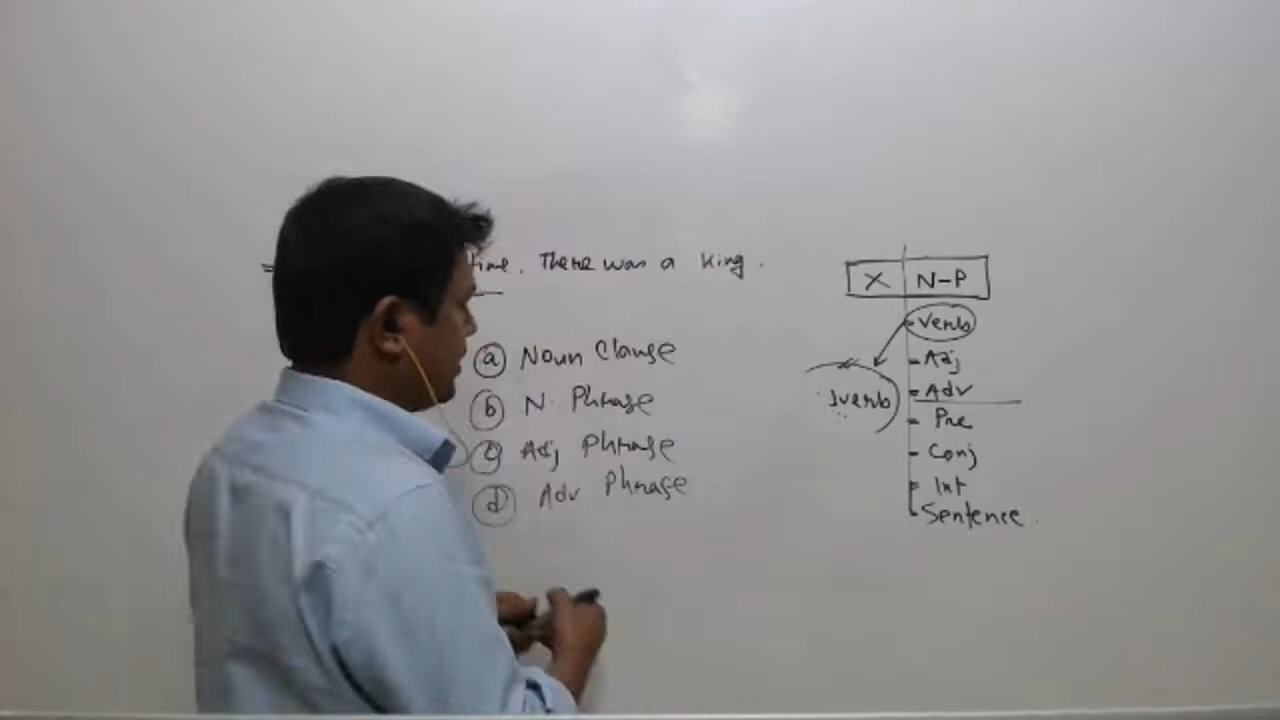 time. There was a king.
(a) Noun Clause
(b) N. Phrase
(c) Adj Phrase
(d) Adv Phrase
X N-P
- Verb
- Adj
- Adv
- Pre
- Conj
- Int
- Sentence.
verb